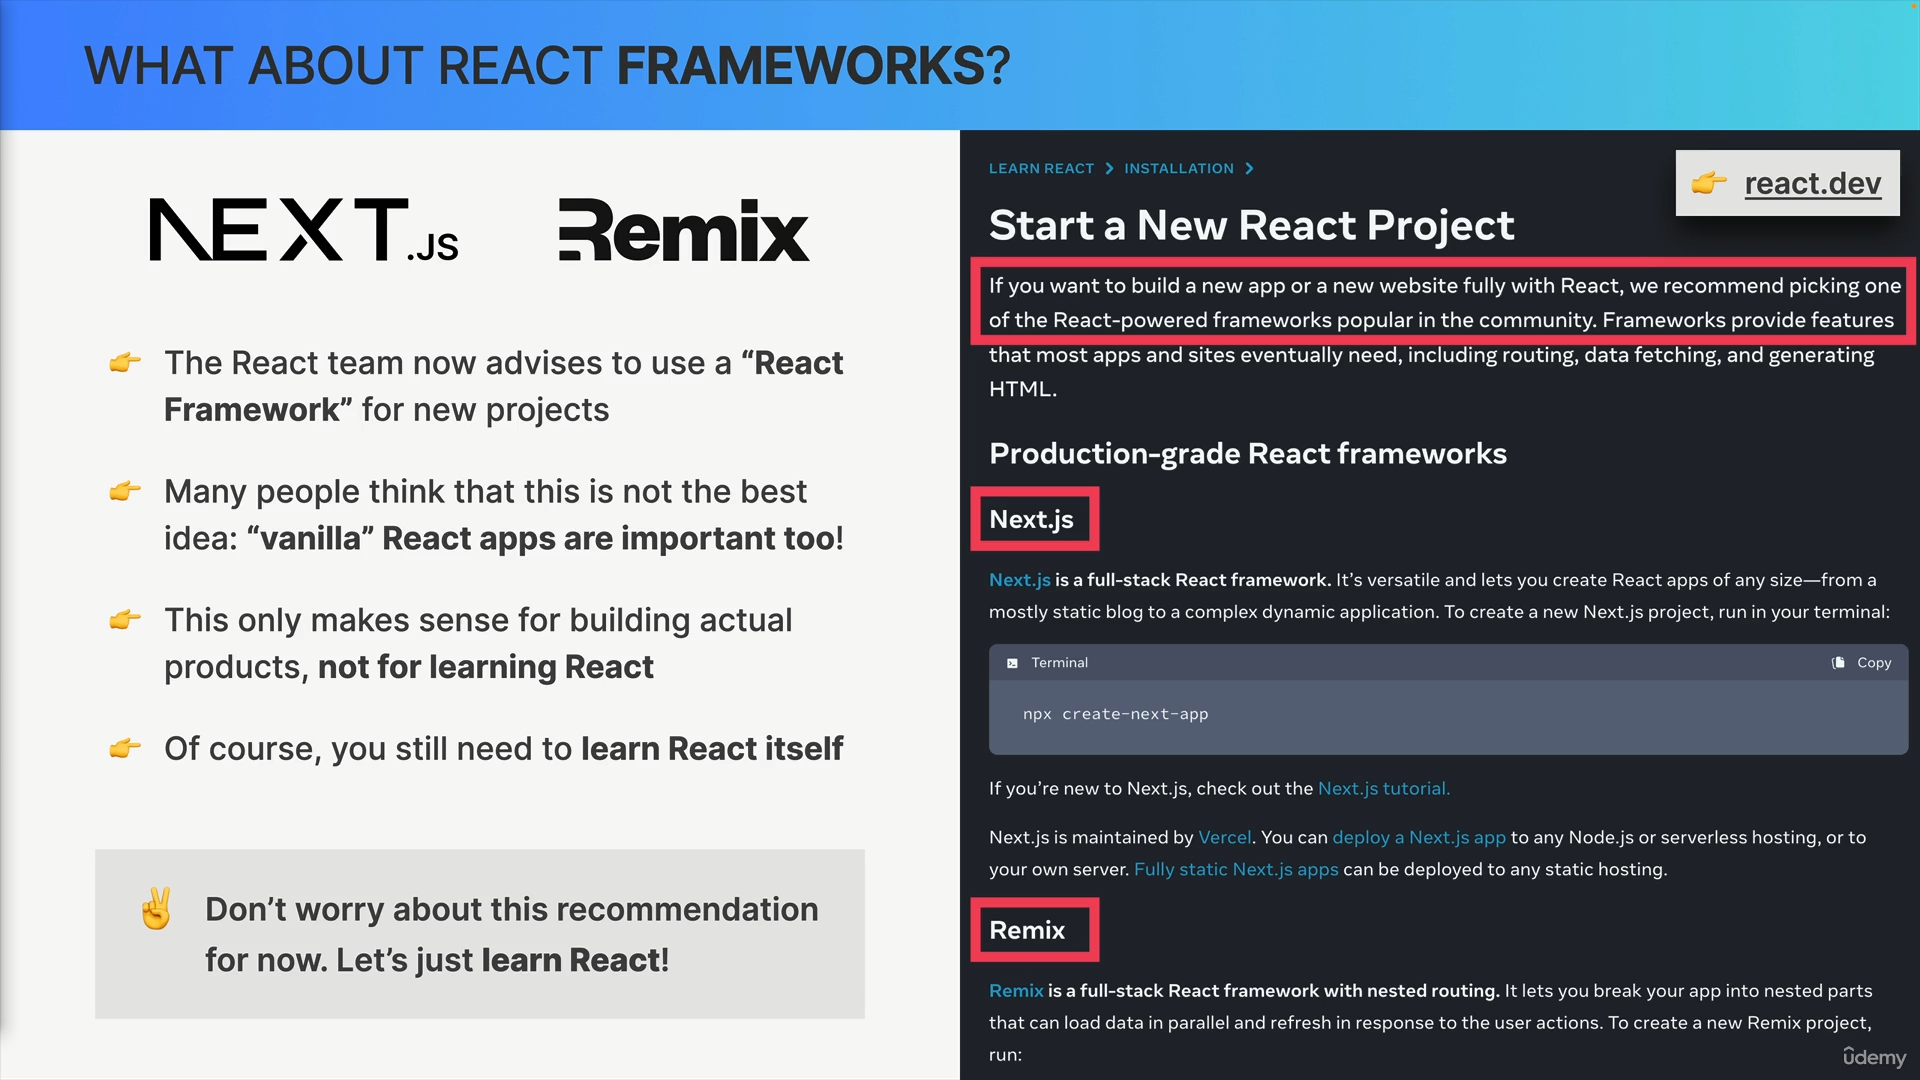 WHAT ABOUT REACT FRAMEWORKS?
NEXT.JS
Remix
The React team now advises to use a “React
Framework” for new projects
Many people think that this is not the best
idea: “vanilla” React apps are important too!
This only makes sense for building actual
products, not for learning React
Of course, you still need to learn React itself
Don’t worry about this recommendation
for now. Let’s just learn React!
LEARN REACT > INSTALLATION >
react.dev
Start a New React Project
If you want to build a new app or a new website fully with React, we recommend picking one
of the React-powered frameworks popular in the community. Frameworks provide features
that most apps and sites eventually need, including routing, data fetching, and generating
HTML.
Production-grade React frameworks
Next.js
Next.js is a full-stack React framework. It’s versatile and lets you create React apps of any size—from a
mostly static blog to a complex dynamic application. To create a new Next.js project, run in your terminal:
Terminal
Copy
npx create-next-app
If you’re new to Next.js, check out the Next.js tutorial.
Next.js is maintained by Vercel. You can deploy a Next.js app to any Node.js or serverless hosting, or to
your own server. Fully static Next.js apps can be deployed to any static hosting.
Remix
Remix is a full-stack React framework with nested routing. It lets you break your app into nested parts
that can load data in parallel and refresh in response to the user actions. To create a new Remix project,
run:
udemy